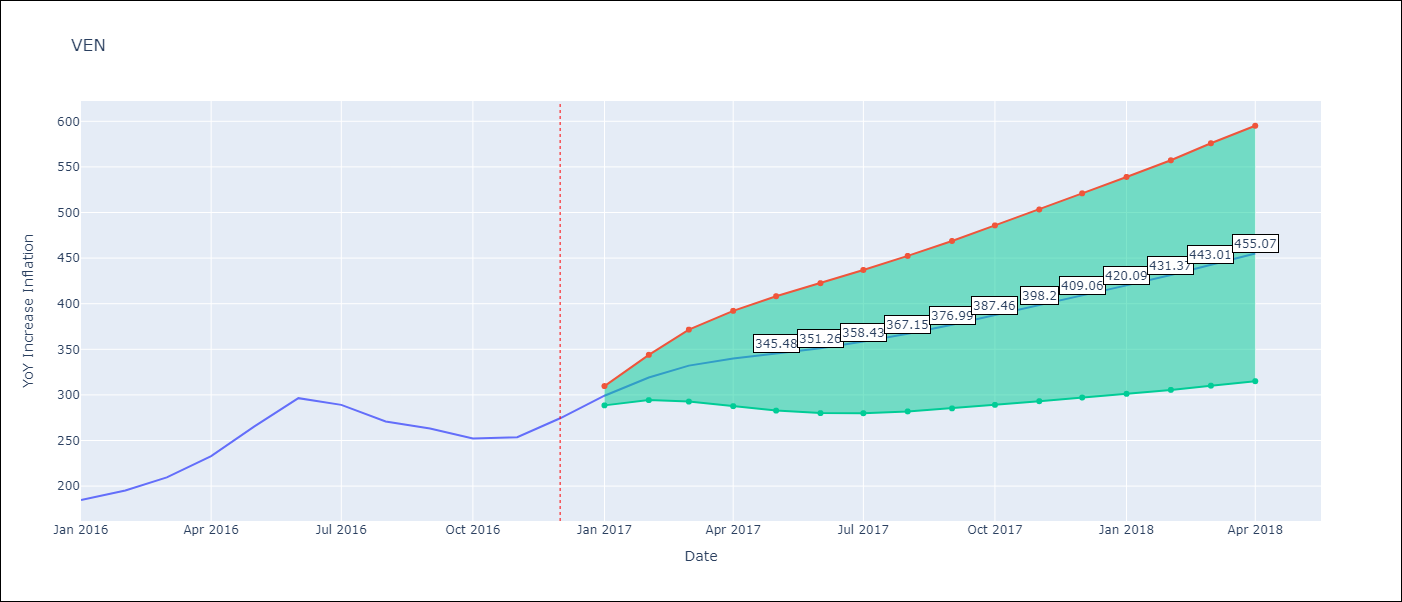 VEN
YoY Increase Inflation
600
550
500
450
400
350
300
250
200
345.48
351.26
358.43
367.15
376.99
387.46
398.2
409.06
420.09
431.37
443.01
455.07
Jan 2016
Apr 2016
Jul 2016
Oct 2016
Jan 2017
Apr 2017
Jul 2017
Oct 2017
Jan 2018
Apr 2018
Date